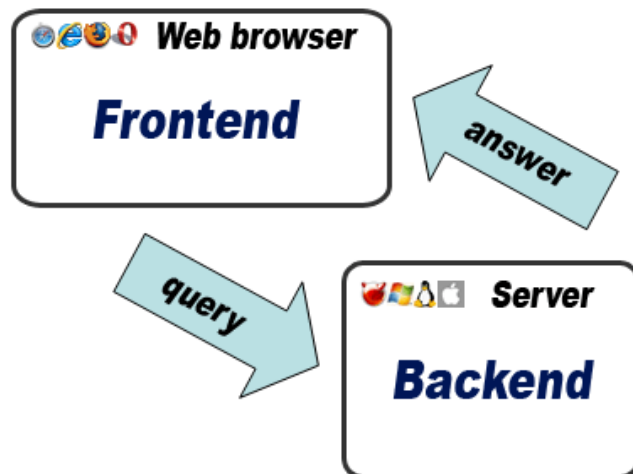 Web browser
Frontend
answer
query
Server
Backend